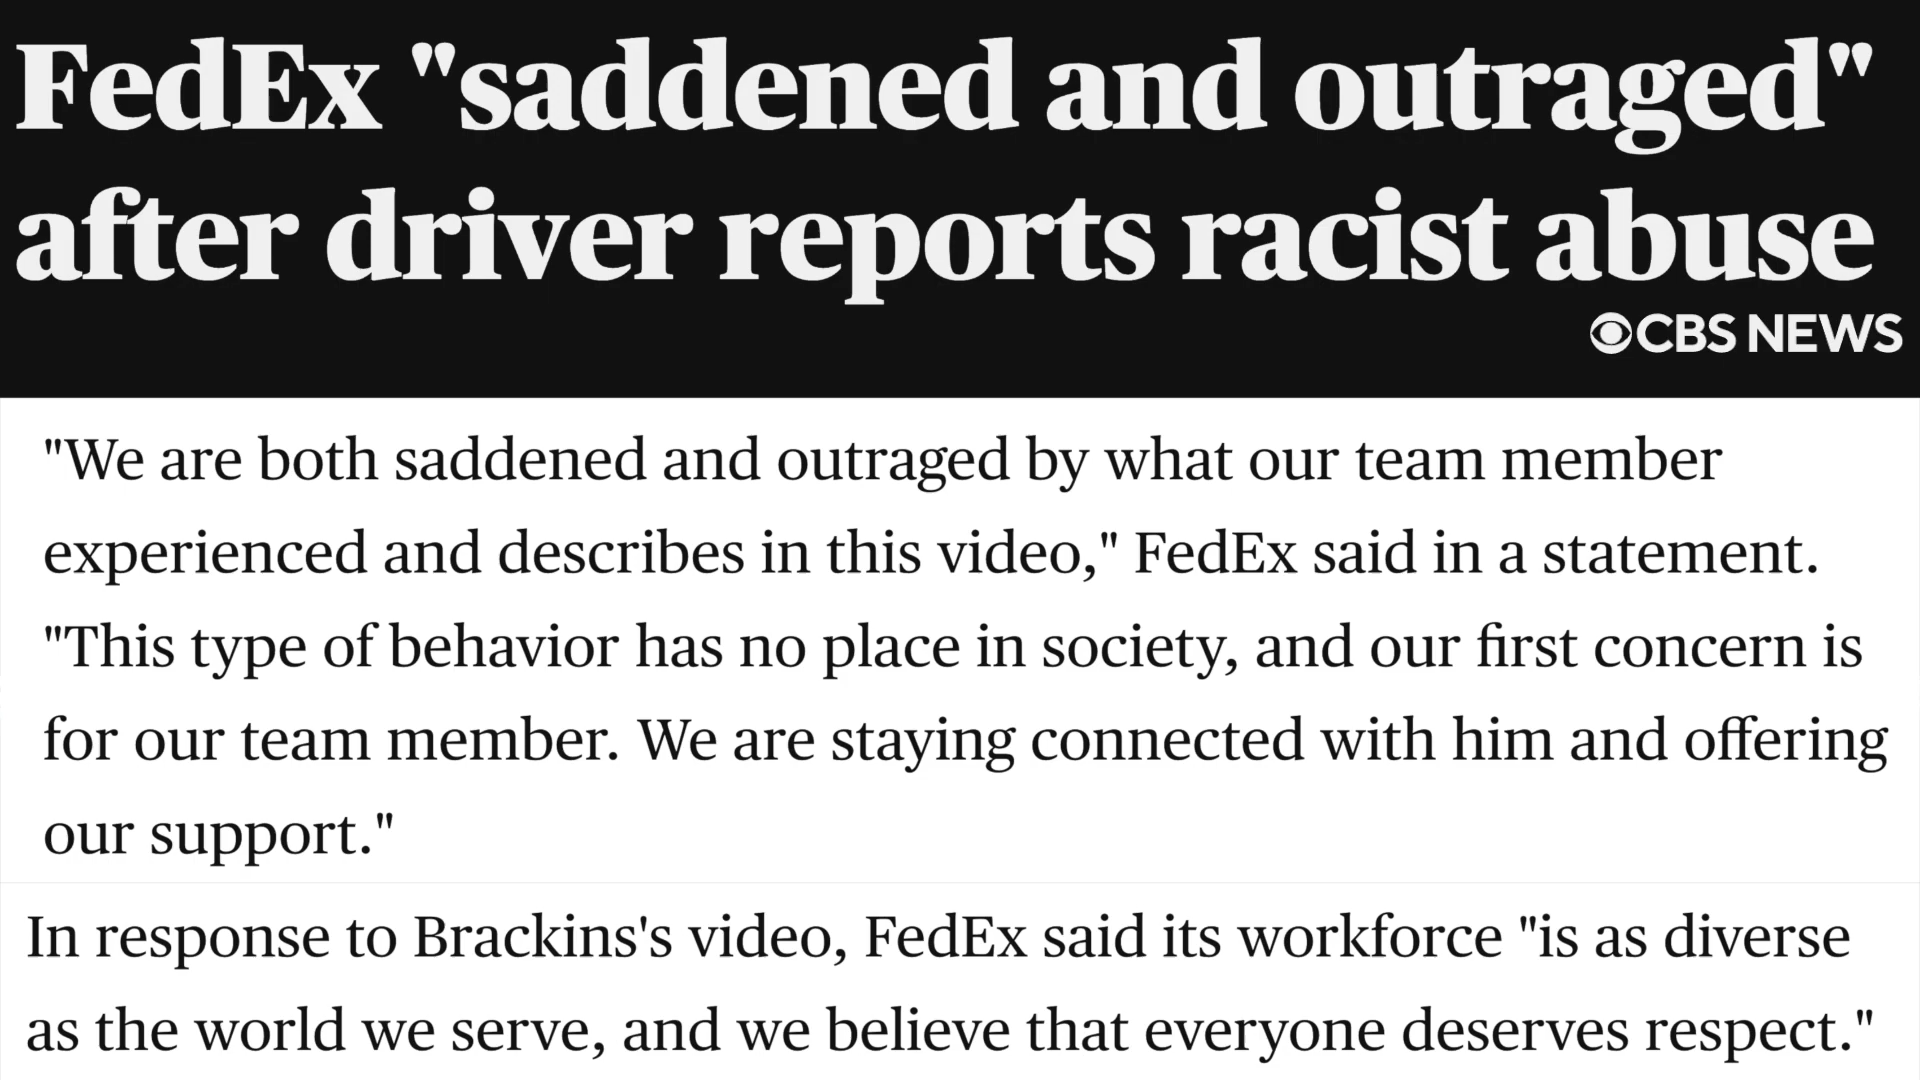 FedEx "saddened and outraged"
after driver reports racist abuse
CBS NEWS
"We are both saddened and outraged by what our team member
experienced and describes in this video," FedEx said in a statement.
"This type of behavior has no place in society, and our first concern is
for our team member. We are staying connected with him and offering
our support."
In response to Brackins's video, FedEx said its workforce "is as diverse
as the world we serve, and we believe that everyone deserves respect."